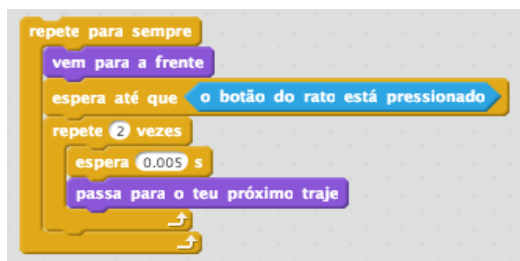 repete para sempre
vem para a frente
espera até que o botão do rato está pressionado
repete 2 vezes
espera 0.005 s
passa para o teu próximo traje